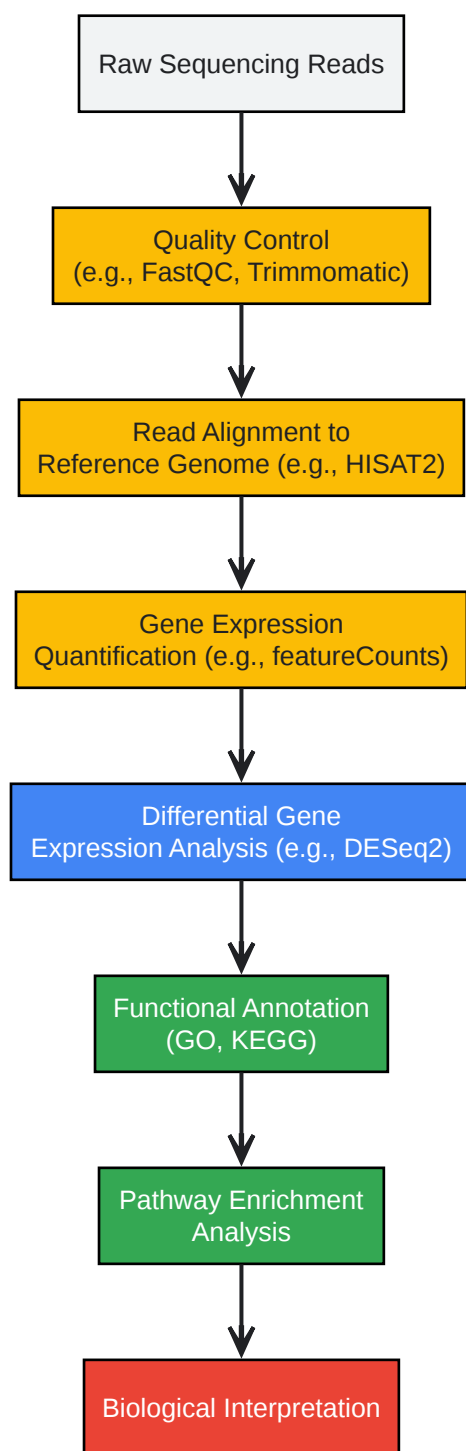 Raw Sequencing Reads
Quality Control
(e.g., FastQC, Trimmomatic)
Read Alignment to
Reference Genome (e.g., HISAT2)
Gene Expression
Quantification (e.g., featureCounts)
Differential Gene
Expression Analysis (e.g., DESeq2)
Functional Annotation
(GO, KEGG)
Pathway Enrichment
Analysis
Biological Interpretation